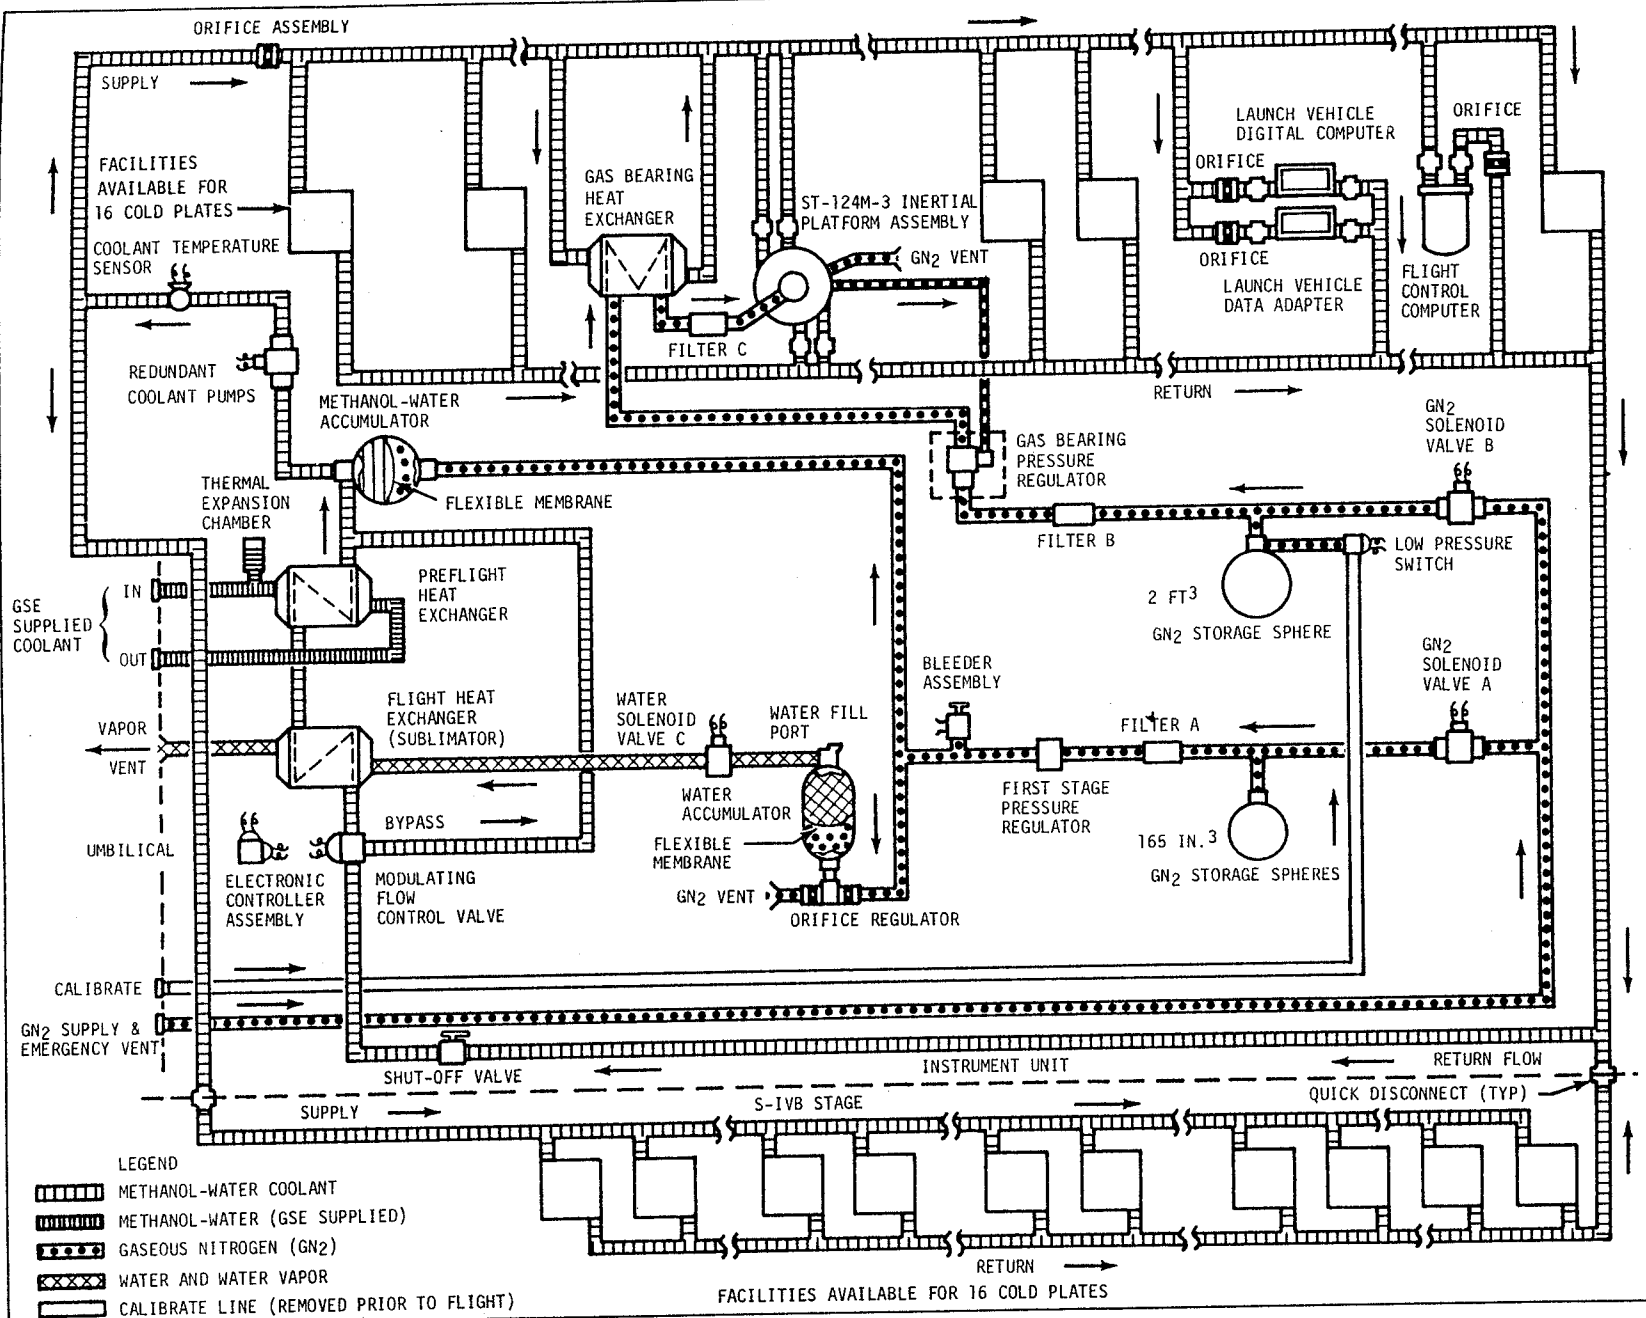 ORIFICE ASSEMBLY
SUPPLY
FACILITIES
AVAILABLE FOR
16 COLD PLATES
COOLANT TEMPERATURE
SENSOR
GAS BEARING
HEAT
EXCHANGER
ST-124M-3 INERTIAL
PLATFORM ASSEMBLY
GN2 VENT
LAUNCH VEHICLE
DIGITAL COMPUTER
ORIFICE
ORIFICE
ORIFICE
LAUNCH VEHICLE
DATA ADAPTER
FLIGHT
CONTROL
COMPUTER
FILTER C
REDUNDANT
COOLANT PUMPS
RETURN
METHANOL-WATER
ACCUMULATOR
FLEXIBLE MEMBRANE
GAS BEARING
PRESSURE
REGULATOR
GN2
SOLENOID
VALVE B
THERMAL
EXPANSION
CHAMBER
FILTER B
LOW PRESSURE
SWITCH
PREFLIGHT
HEAT
EXCHANGER
GSE
SUPPLIED
COOLANT
IN
OUT
2 FT3
GN2 STORAGE SPHERE
BLEEDER
ASSEMBLY
GN2
SOLENOID
VALVE A
VAPOR
VENT
FLIGHT HEAT
EXCHANGER
(SUBLIMATOR)
WATER
SOLENOID
VALVE C
WATER FILL
PORT
FILTER A
FIRST STAGE
PRESSURE
REGULATOR
WATER
ACCUMULATOR
FLEXIBLE
MEMBRANE
165 IN.3
GN2 STORAGE SPHERES
BYPASS
UMBILICAL
ELECTRONIC
CONTROLLER
ASSEMBLY
MODULATING
FLOW
CONTROL VALVE
GN2 VENT
ORIFICE REGULATOR
CALIBRATE
GN2 SUPPLY &
EMERGENCY VENT
SHUT-OFF VALVE
INSTRUMENT UNIT
RETURN FLOW
QUICK DISCONNECT (TYP)
SUPPLY
S-IVB STAGE
LEGEND
METHANOL-WATER COOLANT
METHANOL-WATER (GSE SUPPLIED)
GASEOUS NITROGEN (GN2)
WATER AND WATER VAPOR
CALIBRATE LINE (REMOVED PRIOR TO FLIGHT)
RETURN
FACILITIES AVAILABLE FOR 16 COLD PLATES